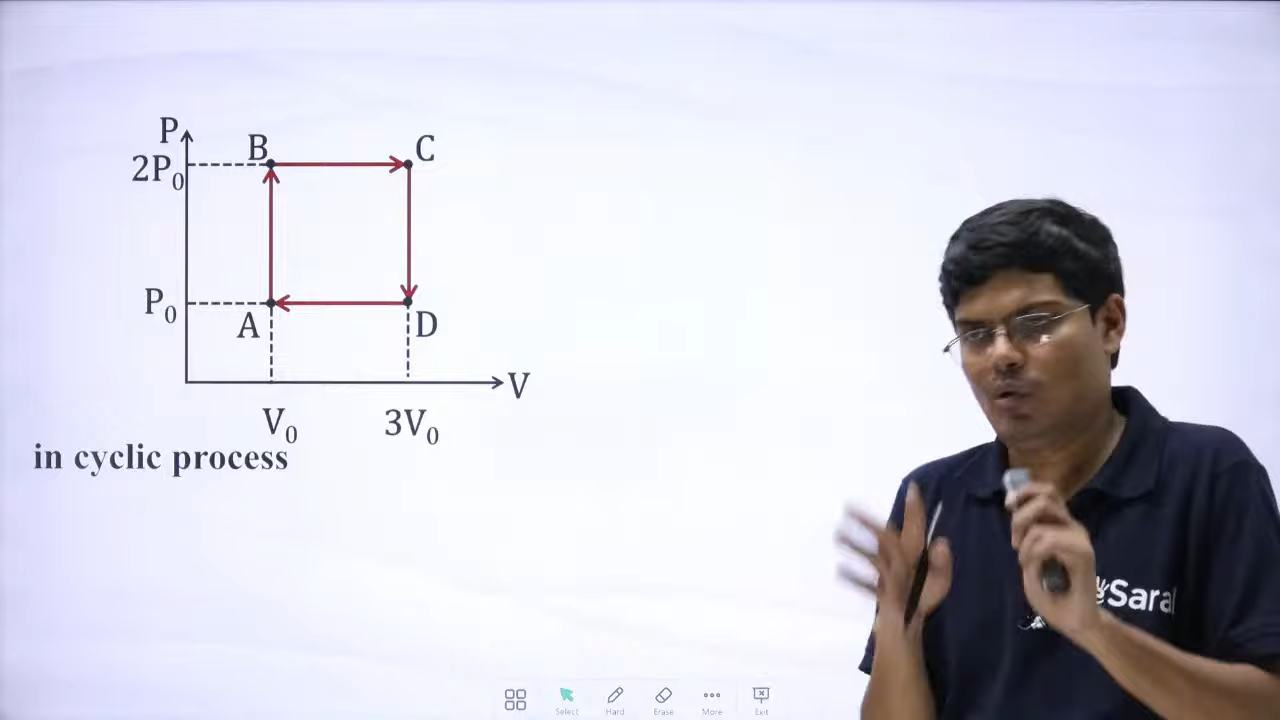 P
B
C
2P₀
P₀
A
D
V
V₀
3V₀
in cyclic process
Saral
Select
Hard
Erase
More
Exit